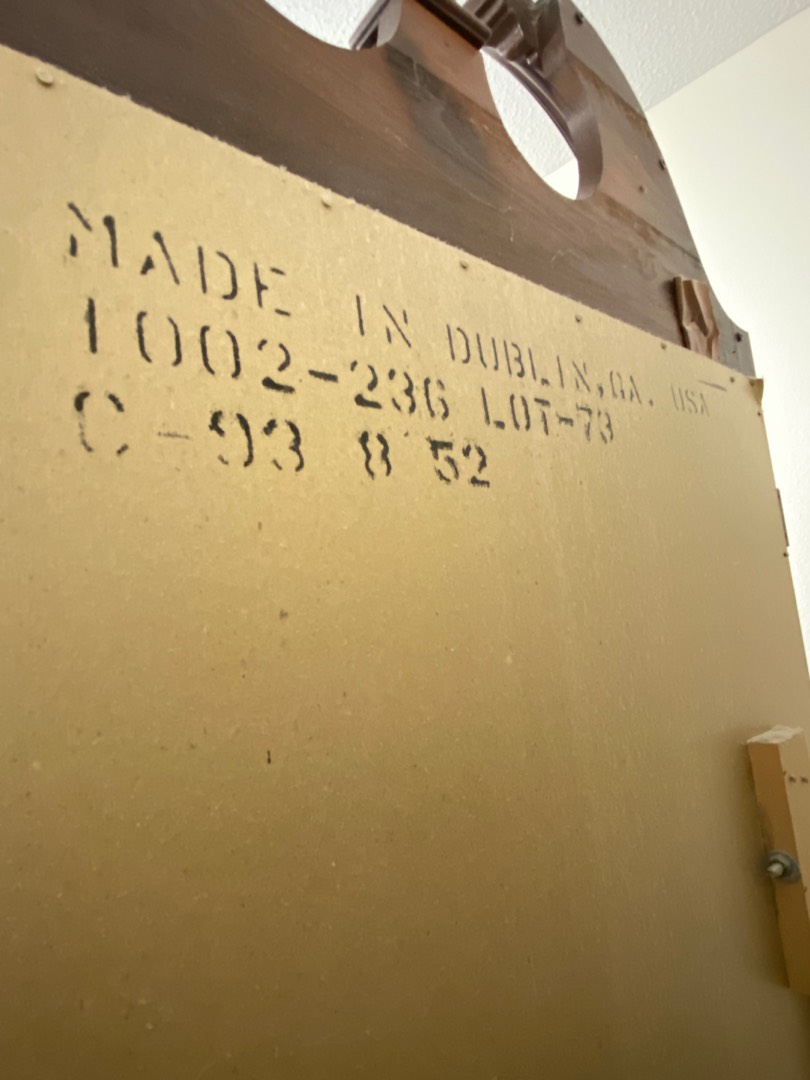 MADE IN DUBLIN,GA. USA
1002-236 LOT-73
C-93 8 52